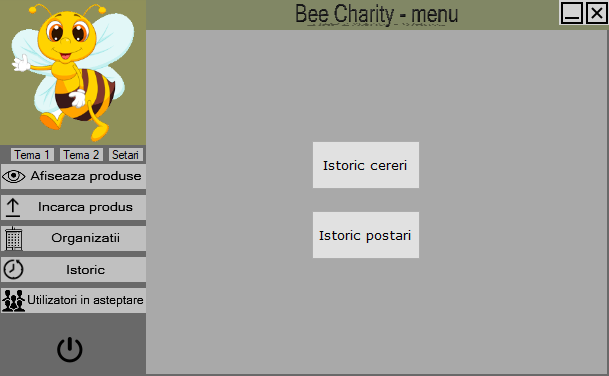 Bee Charity - menu
Tema 1 Tema 2 Setari
Afiseaza produse
Incarca produs
Organizatii
Istoric
Utilizatori in asteptare
Istoric cereri
Istoric postari